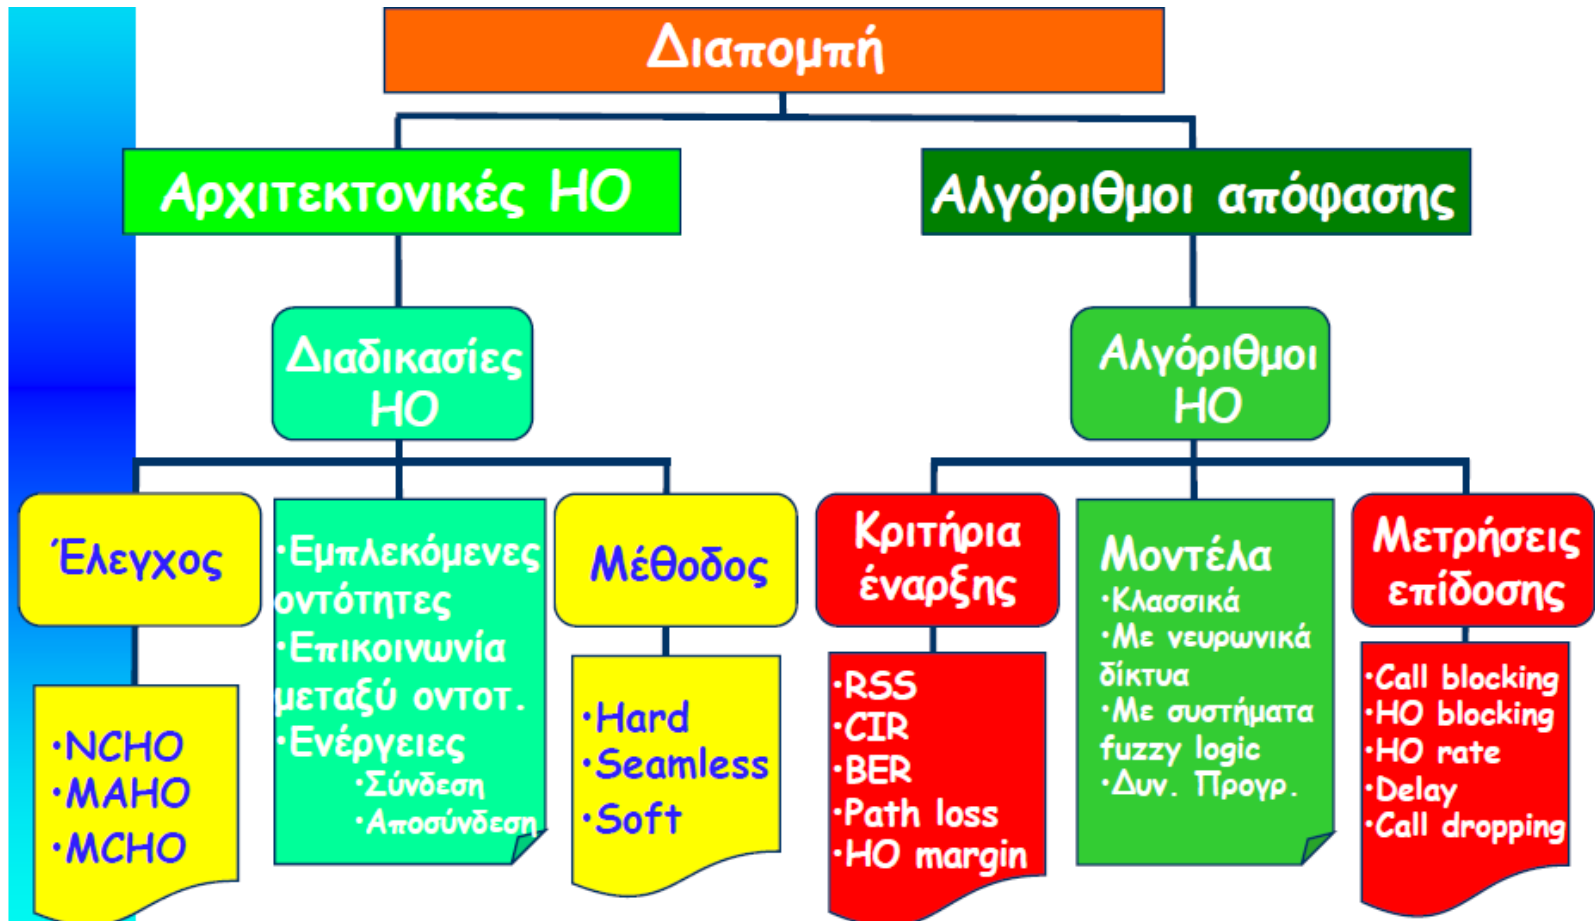 Διαπομπή
Αρχιτεκτονικές HO
Αλγόριθμοι απόφασης
Διαδικασίες
HO
Αλγόριθμοι
HO
Έλεγχος
•Εμπλεκόμενες
οντότητες
•Επικοινωνία
μεταξύ οντοτ.
•Ενέργειες
•Σύνδεση
•Αποσύνδεση
Μέθοδος
Κριτήρια
έναρξης
Μοντέλα
•Κλασσικά
•Με νευρωνικά
δίκτυα
•Με συστήματα
fuzzy logic
•Δυν. Προγρ.
Μετρήσεις
επίδοσης
•NCHO
•MAHO
•MCHO
•Hard
•Seamless
•Soft
•RSS
•CIR
•BER
•Path loss
•HO margin
•Call blocking
•HO blocking
•HO rate
•Delay
•Call dropping